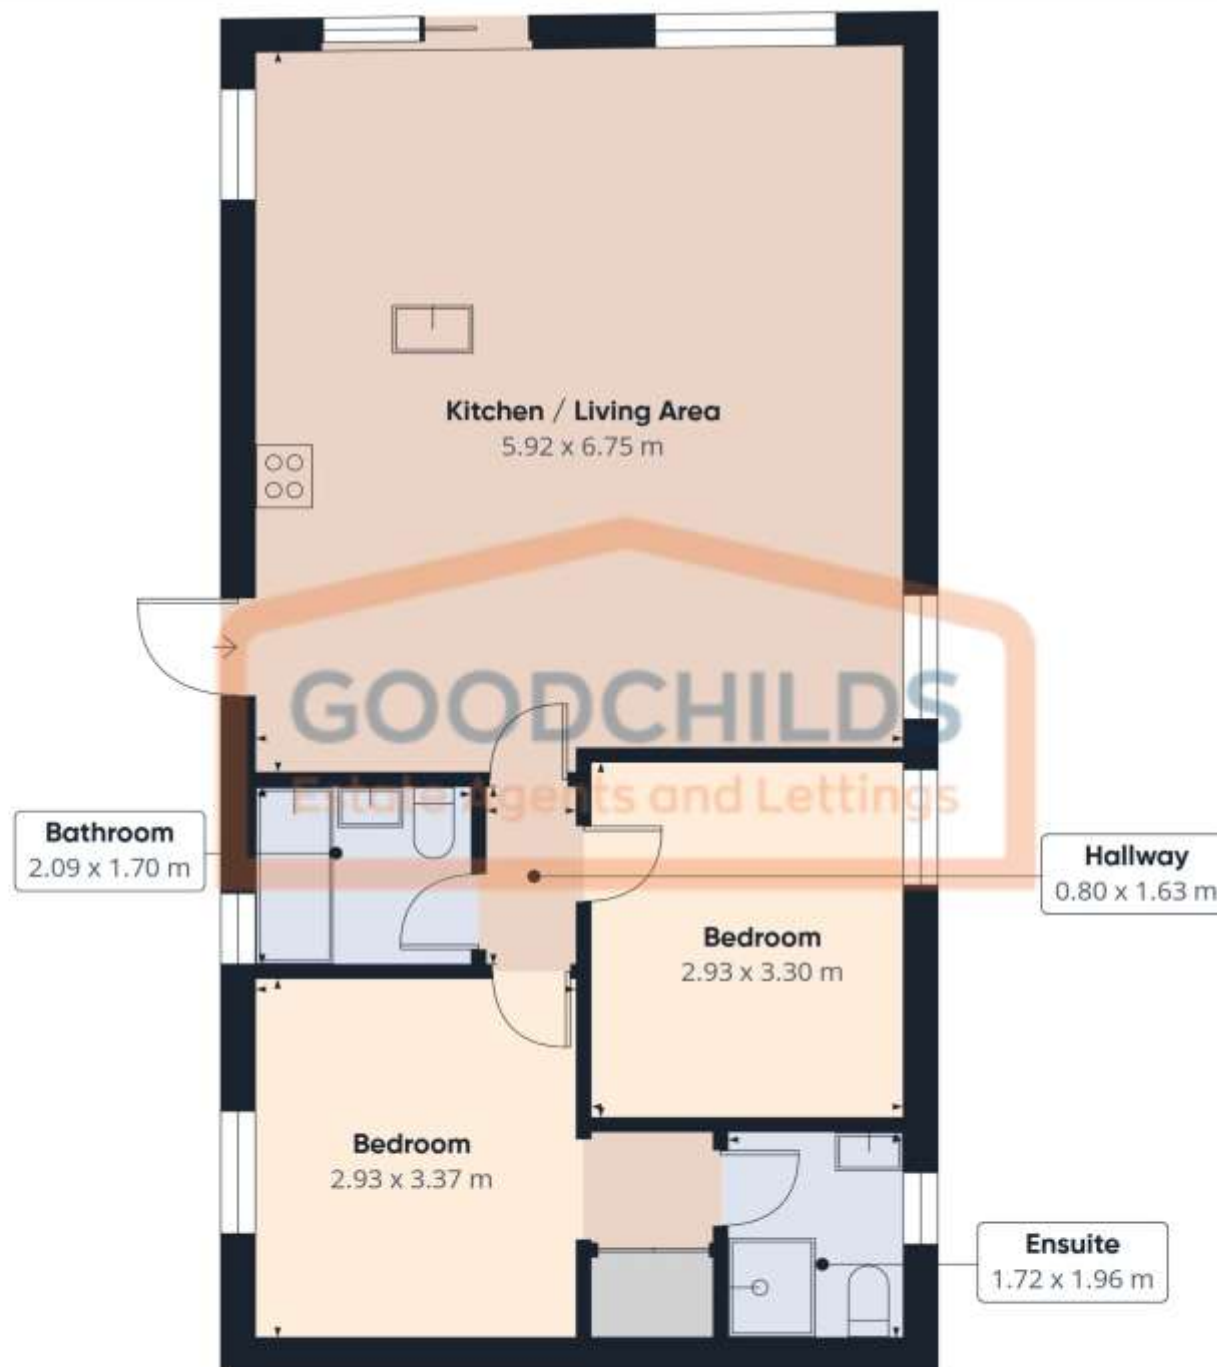 Kitchen / Living Area
5.92 x 6.75 m
GOODCHILDS
Estate Agents and Lettings
Bathroom
2.09 x 1.70 m
Hallway
0.80 x 1.63 m
Bedroom
2.93 x 3.30 m
Bedroom
2.93 x 3.37 m
Ensuite
1.72 x 1.96 m